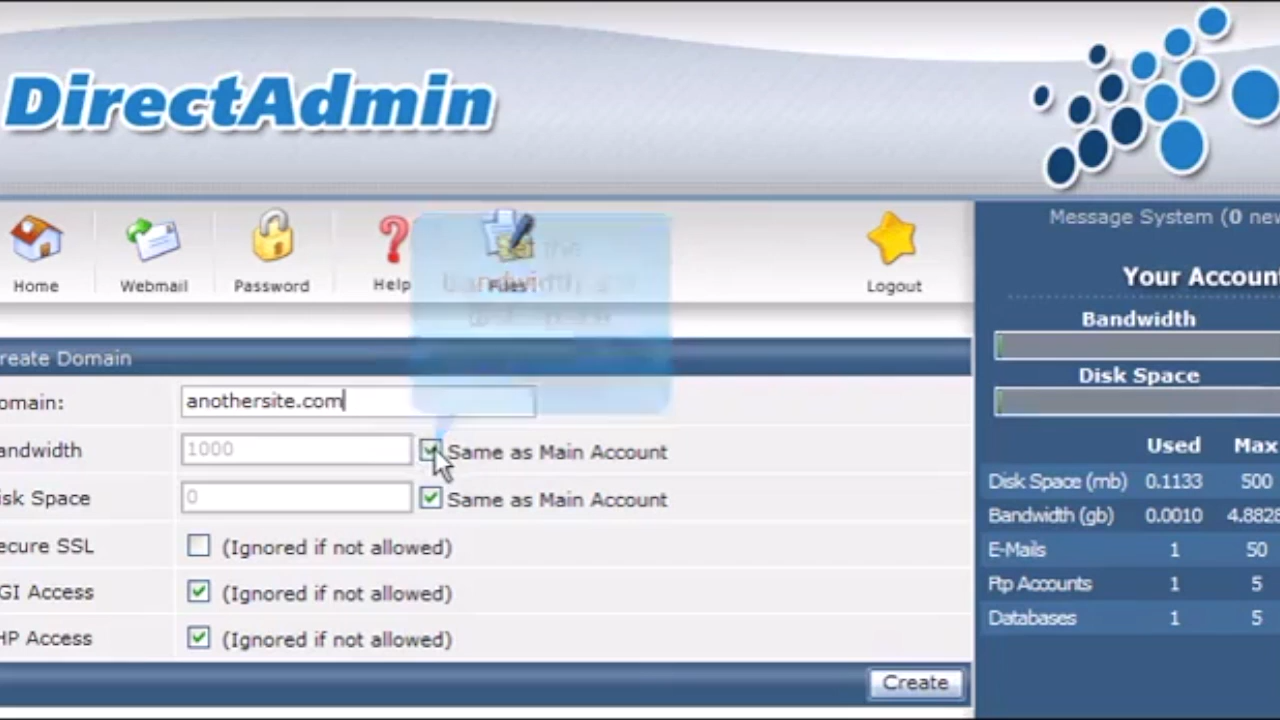 DirectAdmin
Home
Webmail
Password
Help
Files
Logout
Message System (0 new
Your Accoun
Bandwidth
Disk Space
Used Max
Disk Space (mb) 0.1133 500
Bandwidth (gb) 0.0010 4.8828
E-Mails 1 50
Ftp Accounts 1 5
Databases 1 5
reate Domain
omain: anothersite.com
andwidth 1000 Same as Main Account
isk Space 0 Same as Main Account
ecure SSL (Ignored if not allowed)
GI Access (Ignored if not allowed)
HP Access (Ignored if not allowed)
Create
the
bandwidth